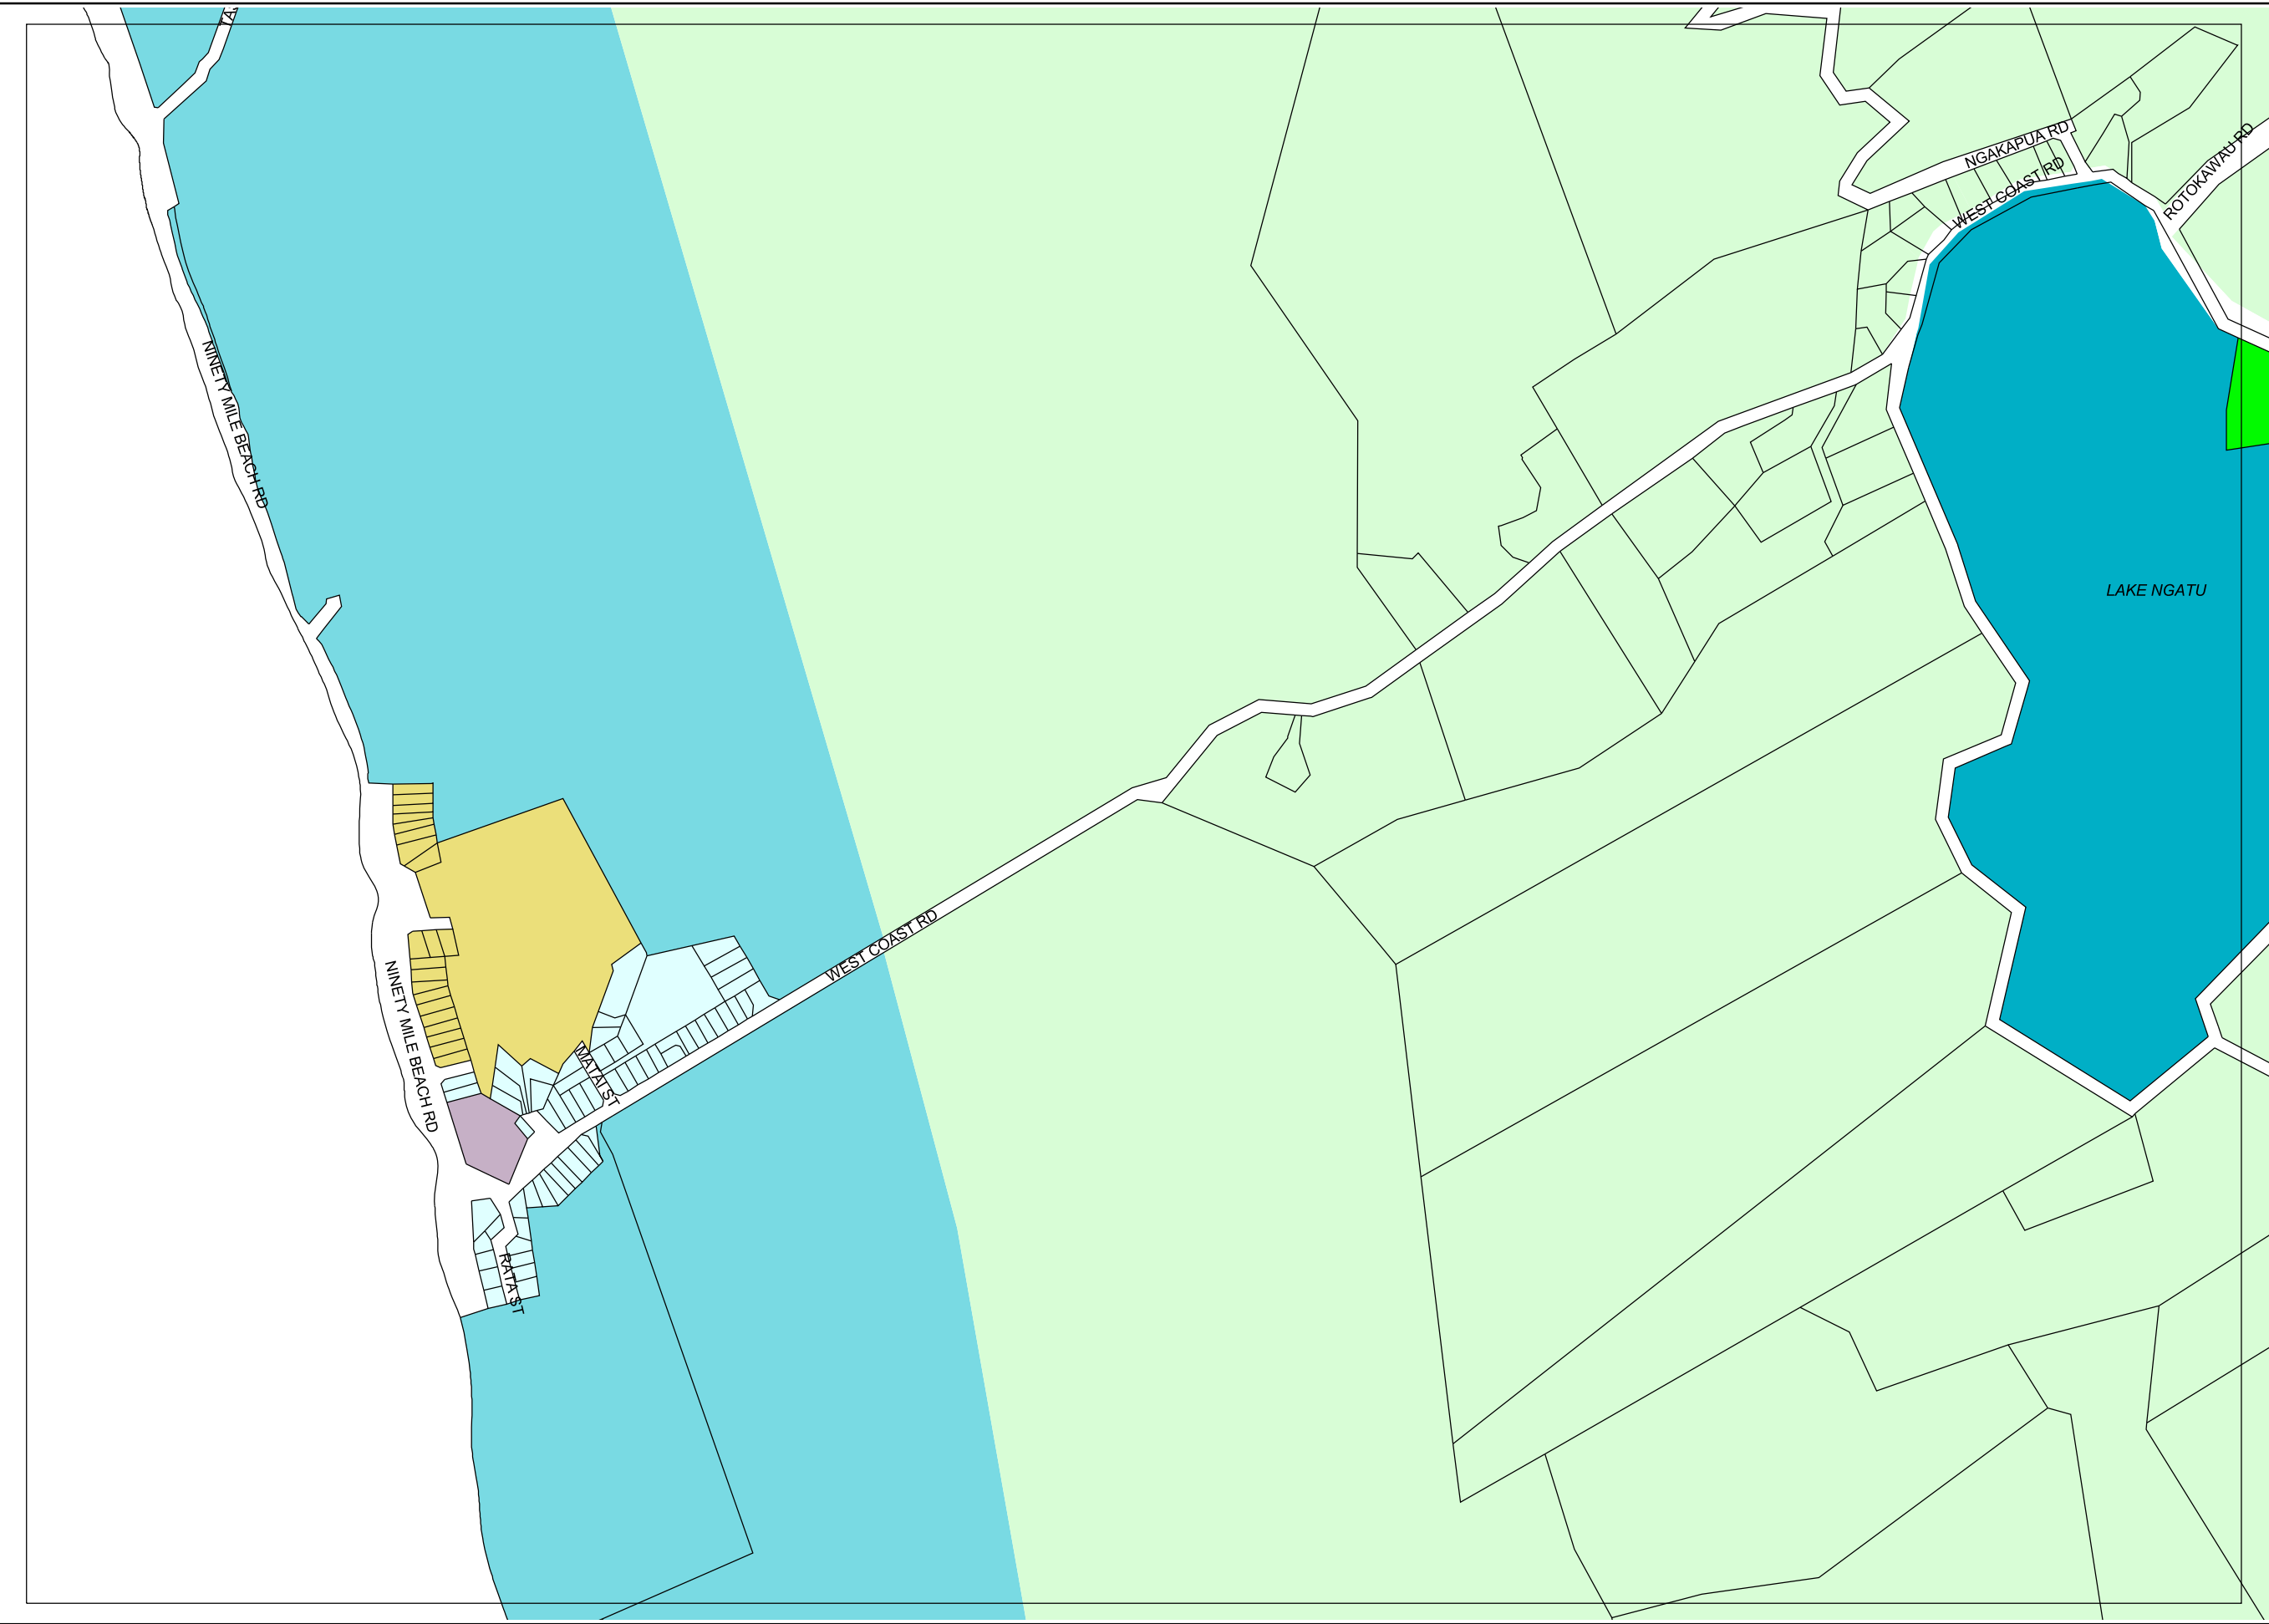 NGAKAPUA RD
WEST COAST RD
ROTOKAWAU RD
NINETY MILE BEACH RD
LAKE NGATU
WEST COAST RD
NINETY MILE BEACH RD
MATAI ST
RATA ST